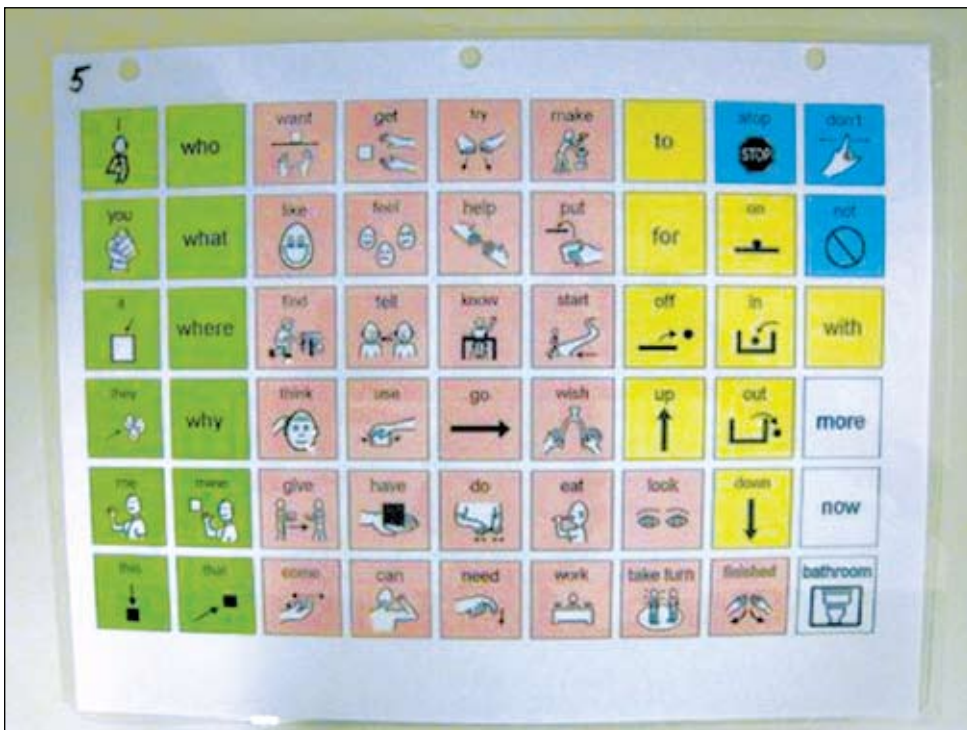 5
I who want get try make to stop don't
STOP
you what like feel help put for on not
a where find tell know start off in with
they why think use go wish up out more
me mine give have do eat look down now
this that come can need work take turn finished bathroom